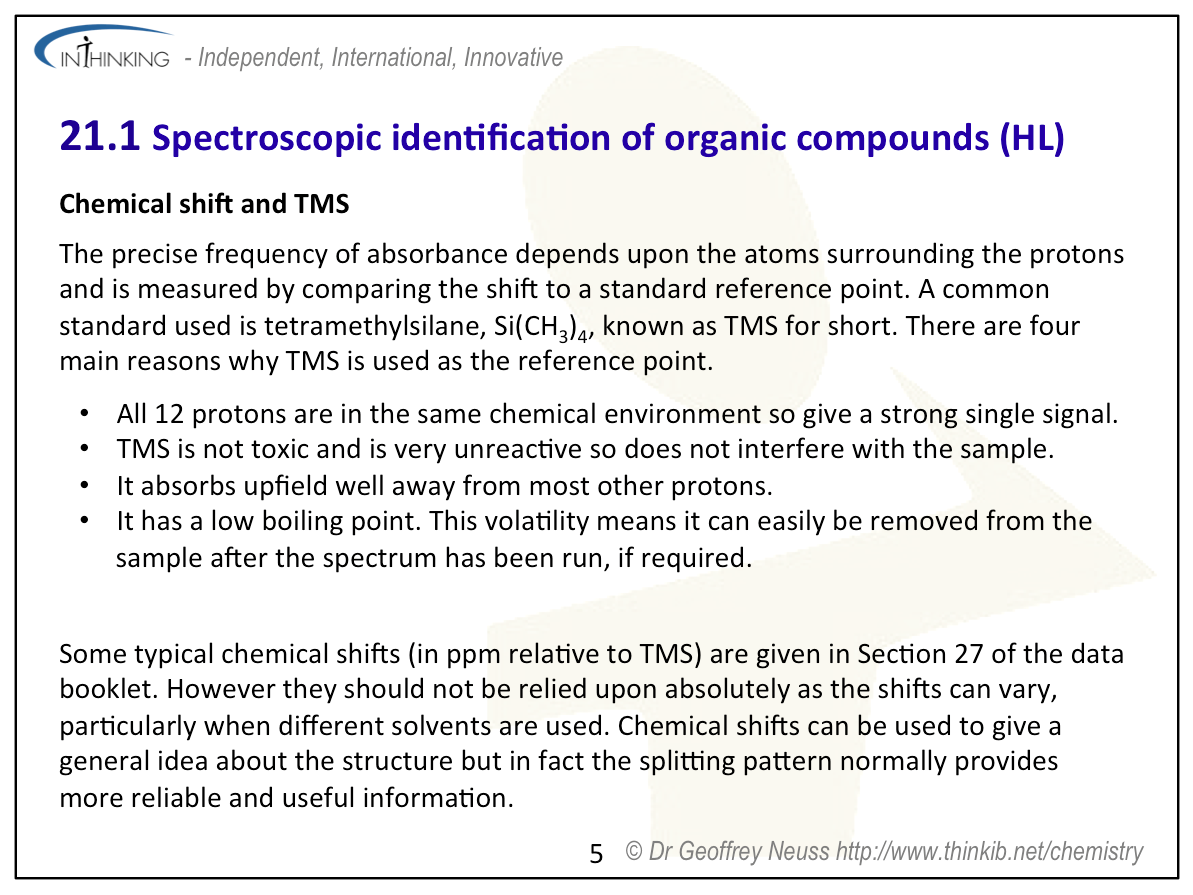 INTHINKING - Independent, International, Innovative
21.1 Spectroscopic identification of organic compounds (HL)
Chemical shift and TMS
The precise frequency of absorbance depends upon the atoms surrounding the protons
and is measured by comparing the shift to a standard reference point. A common
standard used is tetramethylsilane, Si(CH₃)₄, known as TMS for short. There are four
main reasons why TMS is used as the reference point.
• All 12 protons are in the same chemical environment so give a strong single signal.
• TMS is not toxic and is very unreactive so does not interfere with the sample.
• It absorbs upfield well away from most other protons.
• It has a low boiling point. This volatility means it can easily be removed from the
sample after the spectrum has been run, if required.
Some typical chemical shifts (in ppm relative to TMS) are given in Section 27 of the data
booklet. However they should not be relied upon absolutely as the shifts can vary,
particularly when different solvents are used. Chemical shifts can be used to give a
general idea about the structure but in fact the splitting pattern normally provides
more reliable and useful information.
5 © Dr Geoffrey Neuss http://www.thinkib.net/chemistry